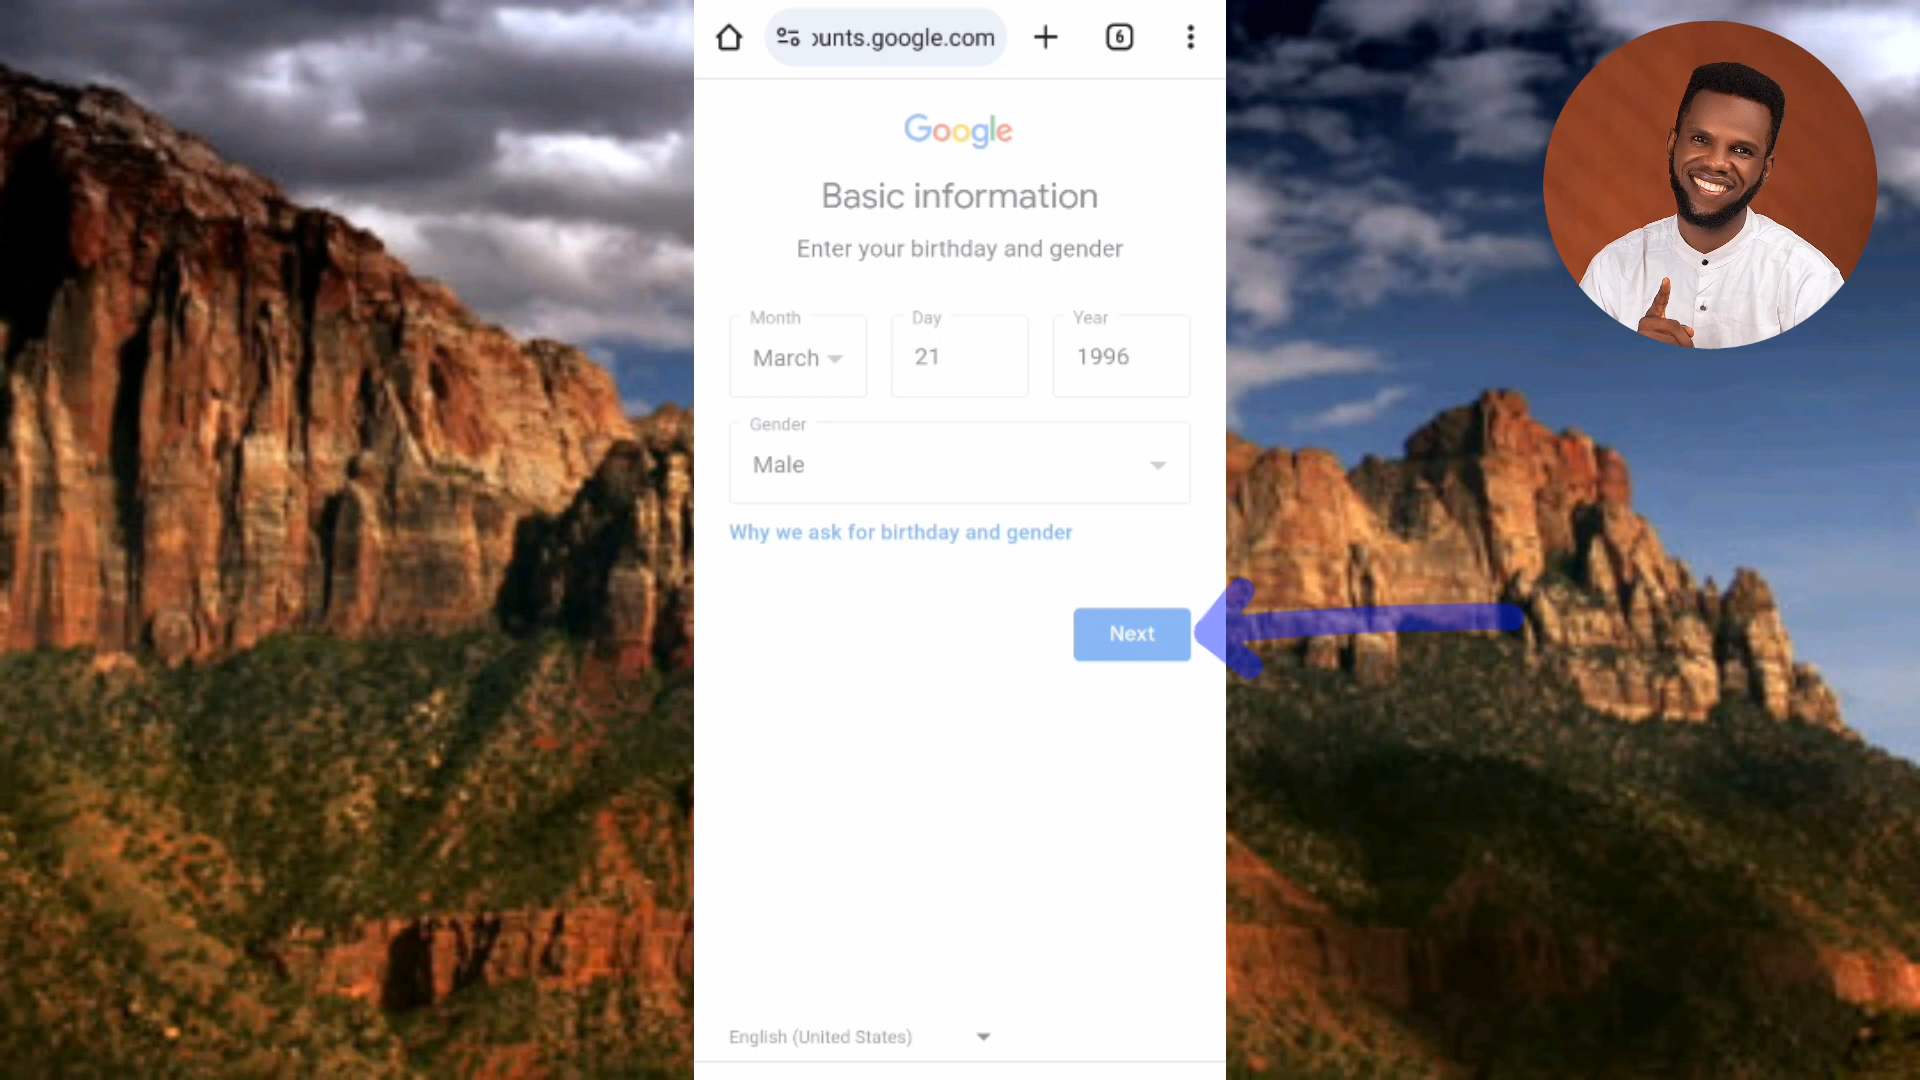 ounts.google.com
6
Google
Basic information
Enter your birthday and gender
Month
Day
Year
March
21
1996
Gender
Male
Why we ask for birthday and gender
Next
English (United States)